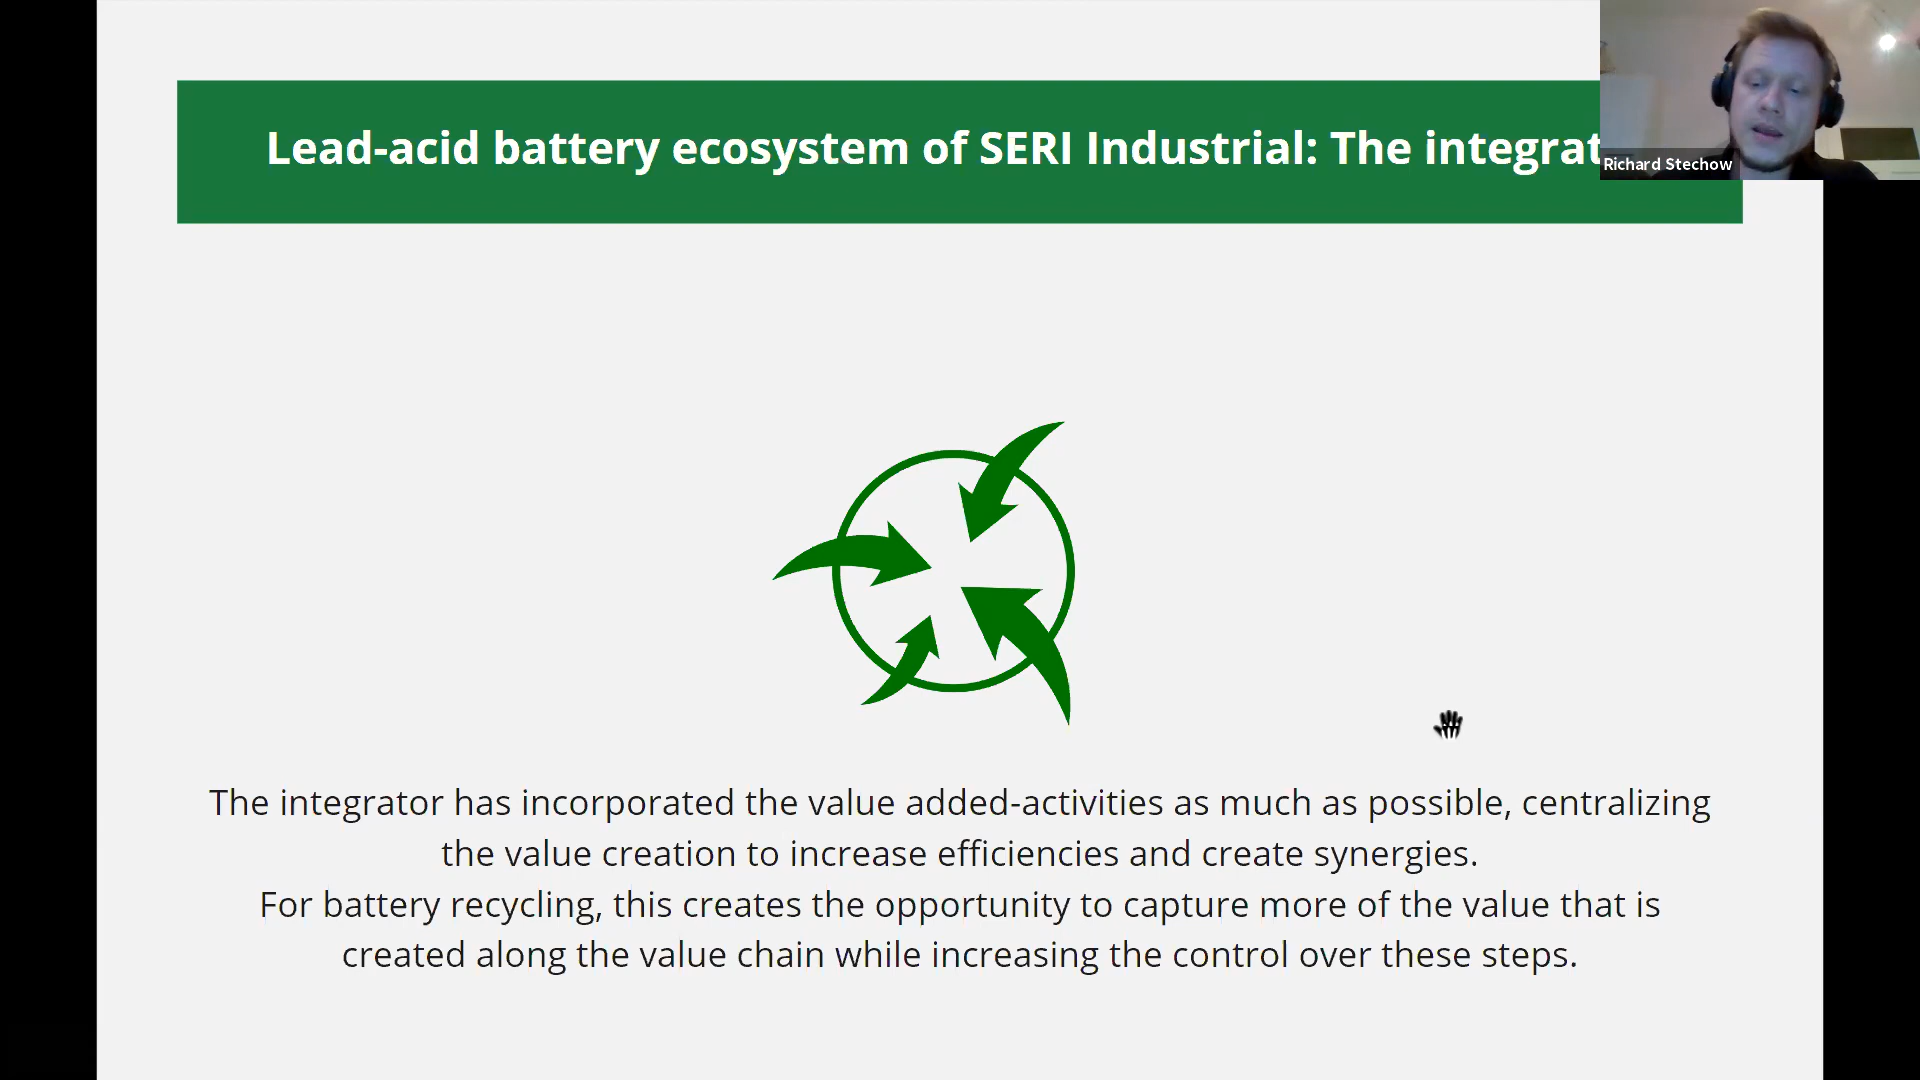 Lead-acid battery ecosystem of SERI Industrial: The integrat
Richard Stechow
The integrator has incorporated the value added-activities as much as possible, centralizing
the value creation to increase efficiencies and create synergies.
For battery recycling, this creates the opportunity to capture more of the value that is
created along the value chain while increasing the control over these steps.